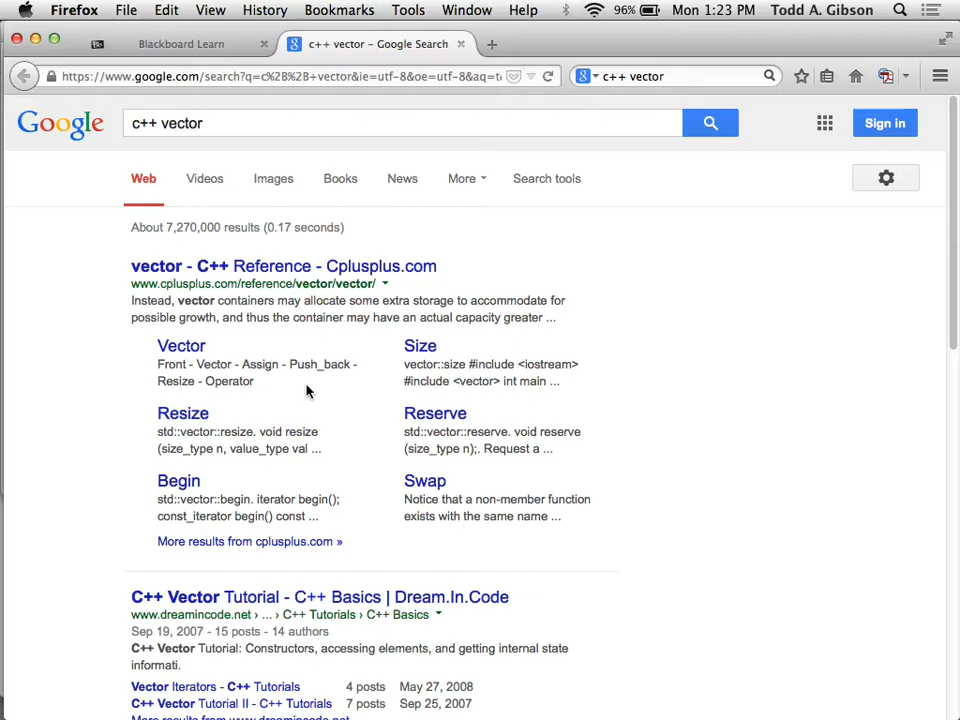 Firefox File Edit View History Bookmarks Tools Window Help 96% Mon 1:23 PM Todd A. Gibson
Bb Blackboard Learn c++ vector - Google Search
https://www.google.com/search?q=c%2B%2B+vector&ie=utf-8&oe=utf-8&aq=t: c++ vector
Google c++ vector Sign in
Web Videos Images Books News More Search tools
About 7,270,000 results (0.17 seconds)
vector - C++ Reference - Cplusplus.com
www.cplusplus.com/reference/vector/vector/
Instead, vector containers may allocate some extra storage to accommodate for
possible growth, and thus the container may have an actual capacity greater ...
Vector
Front - Vector - Assign - Push_back -
Resize - Operator
Size
vector::size #include <iostream>
#include <vector> int main ...
Resize
std::vector::resize. void resize
(size_type n, value_type val ...
Reserve
std::vector::reserve. void reserve
(size_type n);. Request a ...
Begin
std::vector::begin. iterator begin();
const_iterator begin() const ...
Swap
Notice that a non-member function
exists with the same name ...
More results from cplusplus.com »
C++ Vector Tutorial - C++ Basics | Dream.In.Code
www.dreamincode.net › ... › C++ Tutorials › C++ Basics
Sep 19, 2007 - 15 posts - 14 authors
C++ Vector Tutorial: Constructors, accessing elements, and getting internal state
informati.
Vector Iterators - C++ Tutorials 4 posts May 27, 2008
C++ Vector Tutorial II - C++ Tutorials 7 posts Sep 25, 2007
More results from www.dreamincode.net